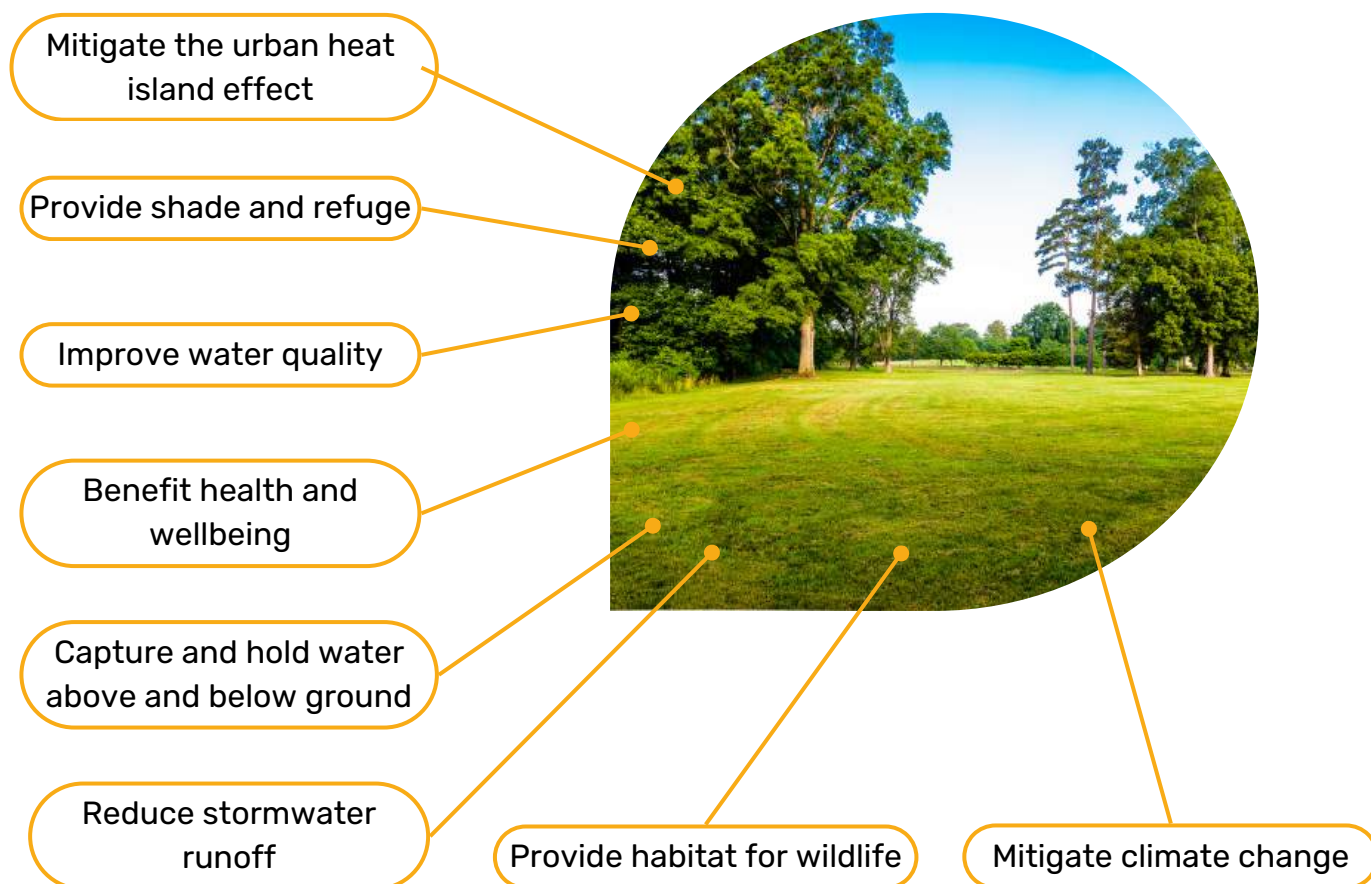 Mitigate the urban heat
island effect
Provide shade and refuge
Improve water quality
Benefit health and
wellbeing
Capture and hold water
above and below ground
Reduce stormwater
runoff
Provide habitat for wildlife
Mitigate climate change